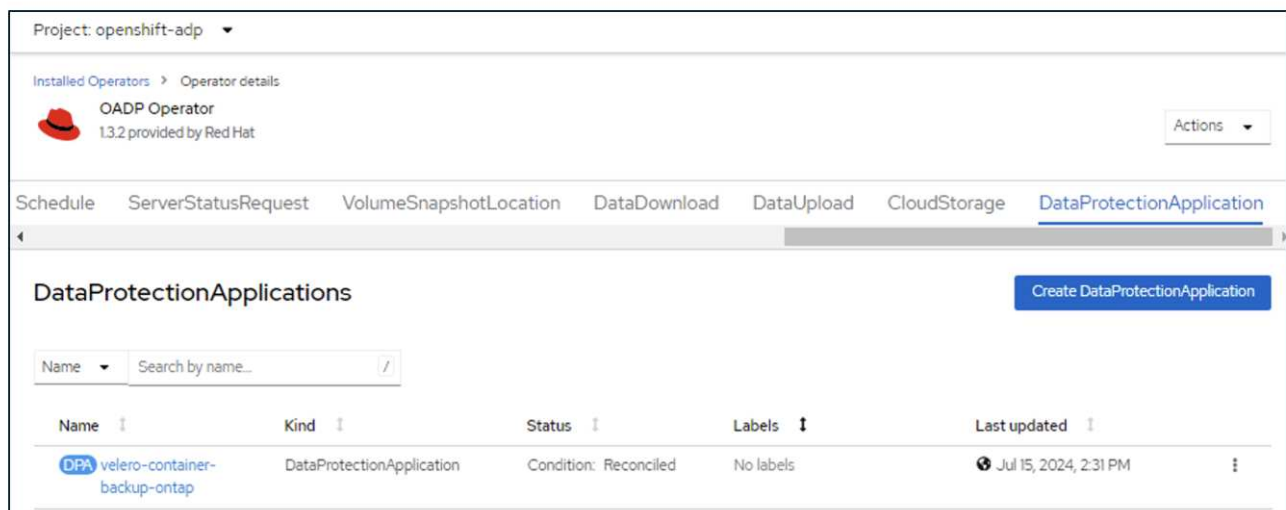 Project: openshift-adp
Installed Operators > Operator details
OADP Operator
1.3.2 provided by Red Hat
Actions
Schedule ServerStatusRequest VolumeSnapshotLocation DataDownload DataUpload CloudStorage DataProtectionApplication
DataProtectionApplications
Create DataProtectionApplication
Name Search by name... /
Name Kind Status Labels Last updated
DPA velero-container-backup-ontap DataProtectionApplication Condition: Reconciled No labels Jul 15, 2024, 2:31 PM